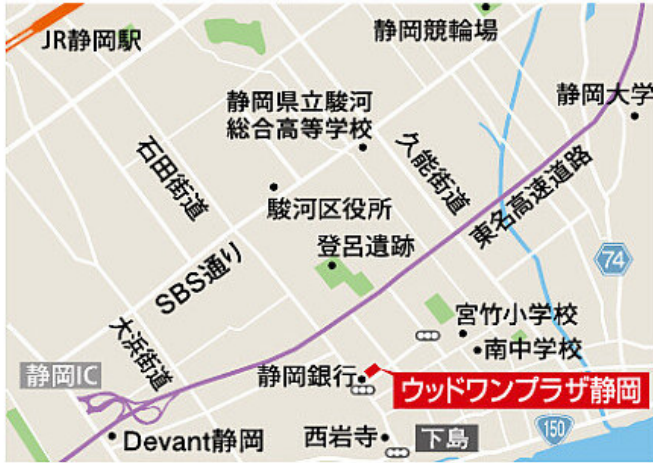 JR静岡駅
静岡競輪場
静岡大学
静岡県立駿河
総合高等学校
久能街道
石田街道
駿河区役所
東名高速道路
登呂遺跡
SBS通り
74
大浜街道
宮竹小学校
南中学校
静岡IC
静岡銀行
ウッドワンプラザ静岡
Devant静岡
西岩寺
下島
150